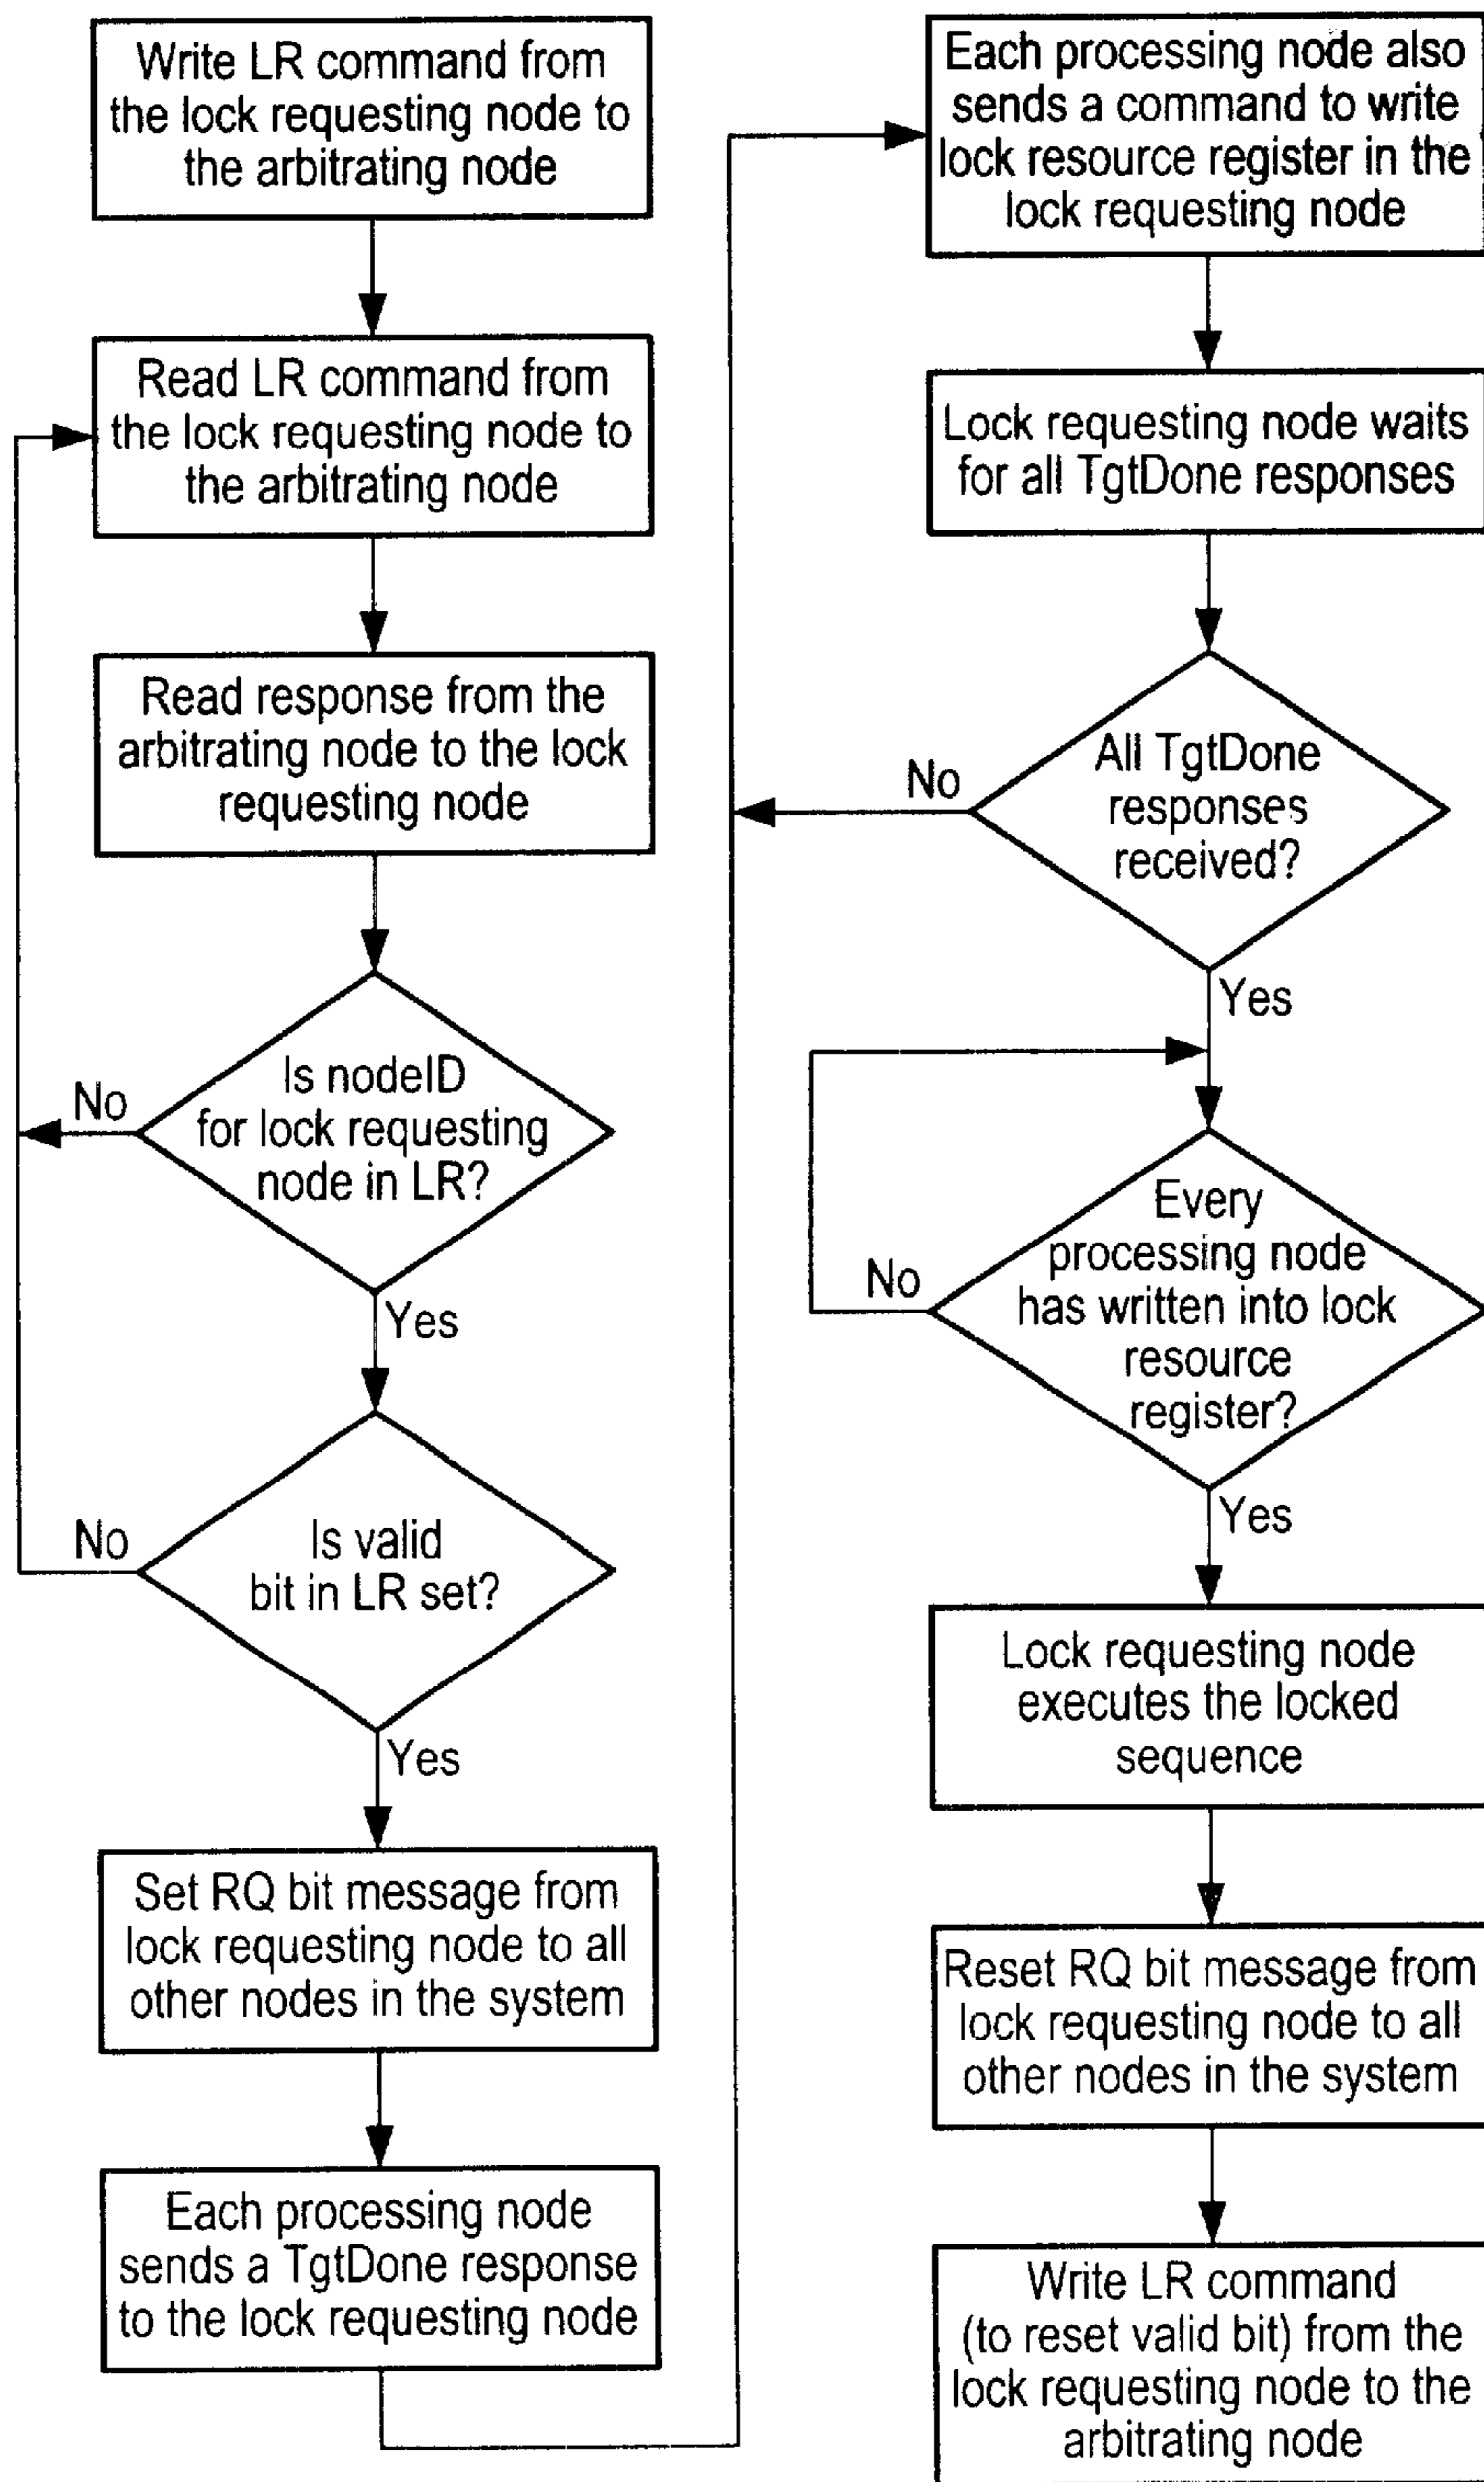 Write LR command from
the lock requesting node to
the arbitrating node
Read LR command from
the lock requesting node to
the arbitrating node
Read response from the
arbitrating node to the lock
requesting node
Is nodeID
for lock requesting
node in LR?
No
Yes
Is valid
bit in LR set?
No
Yes
Set RQ bit message from
lock requesting node to all
other nodes in the system
Each processing node
sends a TgtDone response
to the lock requesting node
Each processing node also
sends a command to write
lock resource register in the
lock requesting node
Lock requesting node waits
for all TgtDone responses
All TgtDone
responses
received?
No
Yes
Every
processing node
has written into lock
resource
register?
No
Yes
Lock requesting node
executes the locked
sequence
Reset RQ bit message from
lock requesting node to all
other nodes in the system
Write LR command
(to reset valid bit) from the
lock requesting node to the
arbitrating node